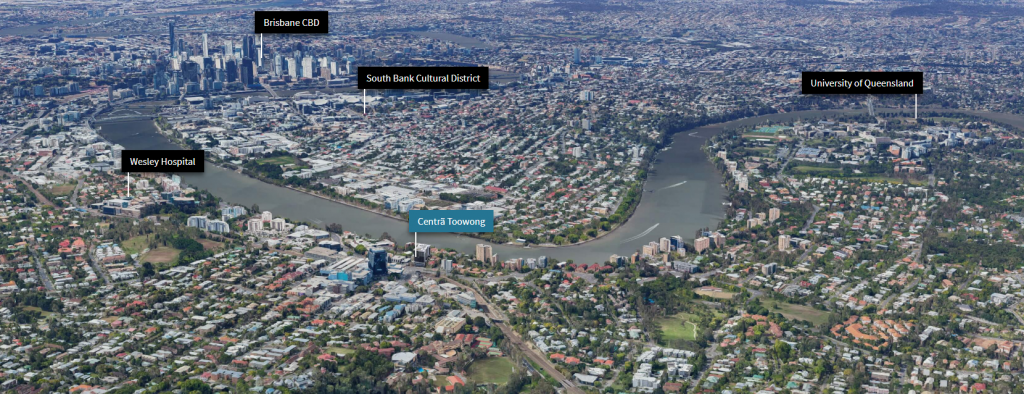 Brisbane CBD
South Bank Cultural District
University of Queensland
Wesley Hospital
Centrā Toowong